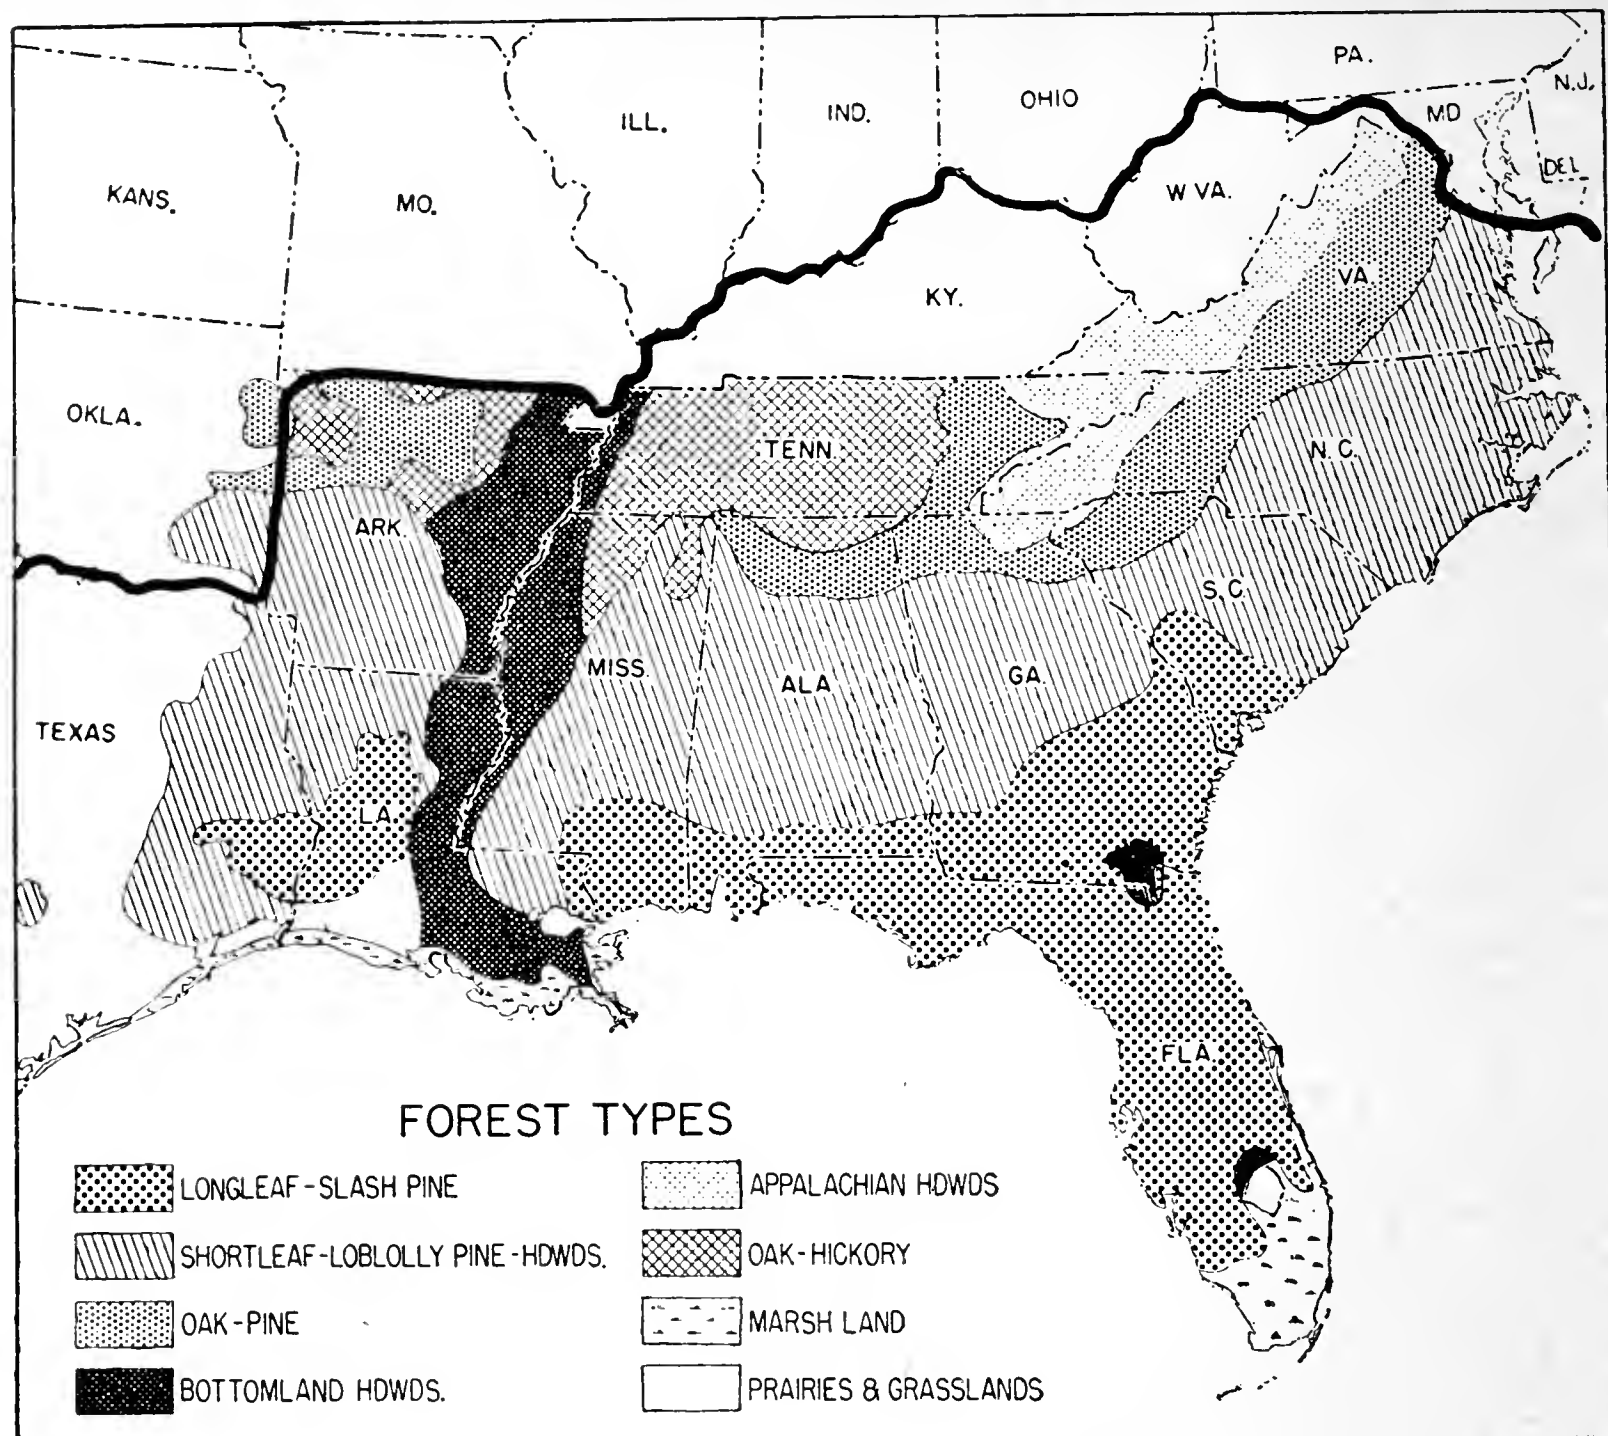 PA.
N.J.
OHIO
IND.
MD
ILL.
DEL
W VA.
KANS.
MO.
VA.
KY.
OKLA.
TENN
N.C.
ARK.
S.C.
MISS.
GA.
ALA
TEXAS
LA.
FLA.
FOREST TYPES
LONGLEAF-SLASH PINE
SHORTLEAF-LOBLOLLY PINE-HDWDS.
OAK-PINE
BOTTOMLAND HDWDS.
APPALACHIAN HDWDS
OAK-HICKORY
MARSH LAND
PRAIRIES & GRASSLANDS